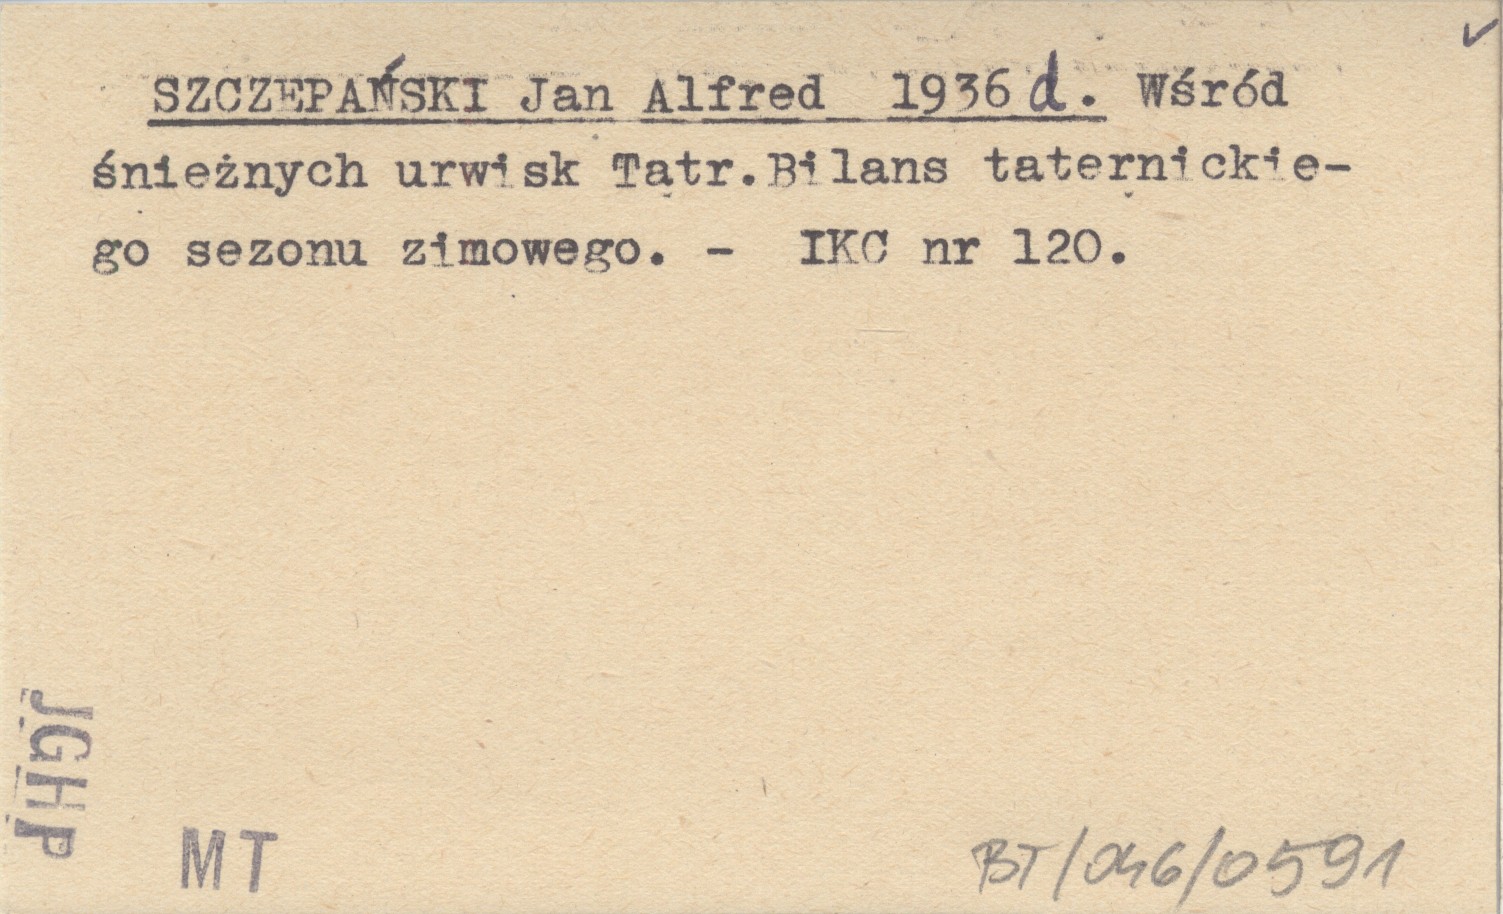 ✓
SZCZEPAŃSKI Jan Alfred 1936 d. Wśród
śnieżnych urwisk Tatr. Bilans taternickie-
go sezonu zimowego. - IKC nr 120.
JGHP
MT
BT/046/0591